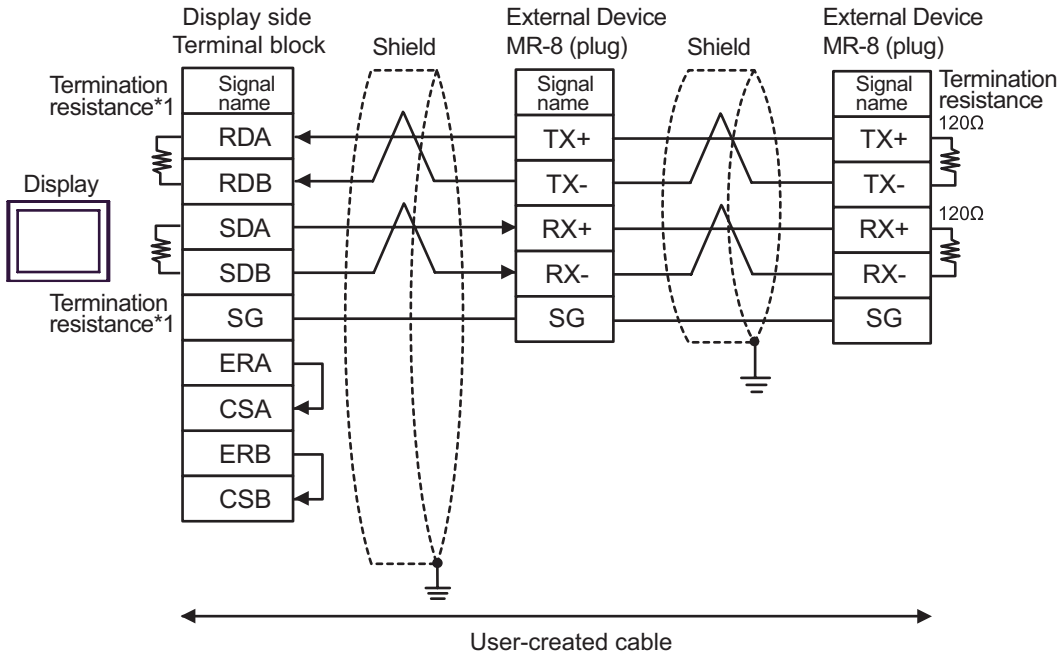 Display side
Terminal block
Shield
External Device
MR-8 (plug)
Shield
External Device
MR-8 (plug)
Termination
resistance*1
Display
Termination
resistance*1
Signal
name
RDA
RDB
SDA
SDB
SG
ERA
CSA
ERB
CSB
Signal
name
TX+
TX-
RX+
RX-
SG
Signal
name
TX+
TX-
RX+
RX-
SG
Termination
resistance
120Ω
120Ω
User-created cable